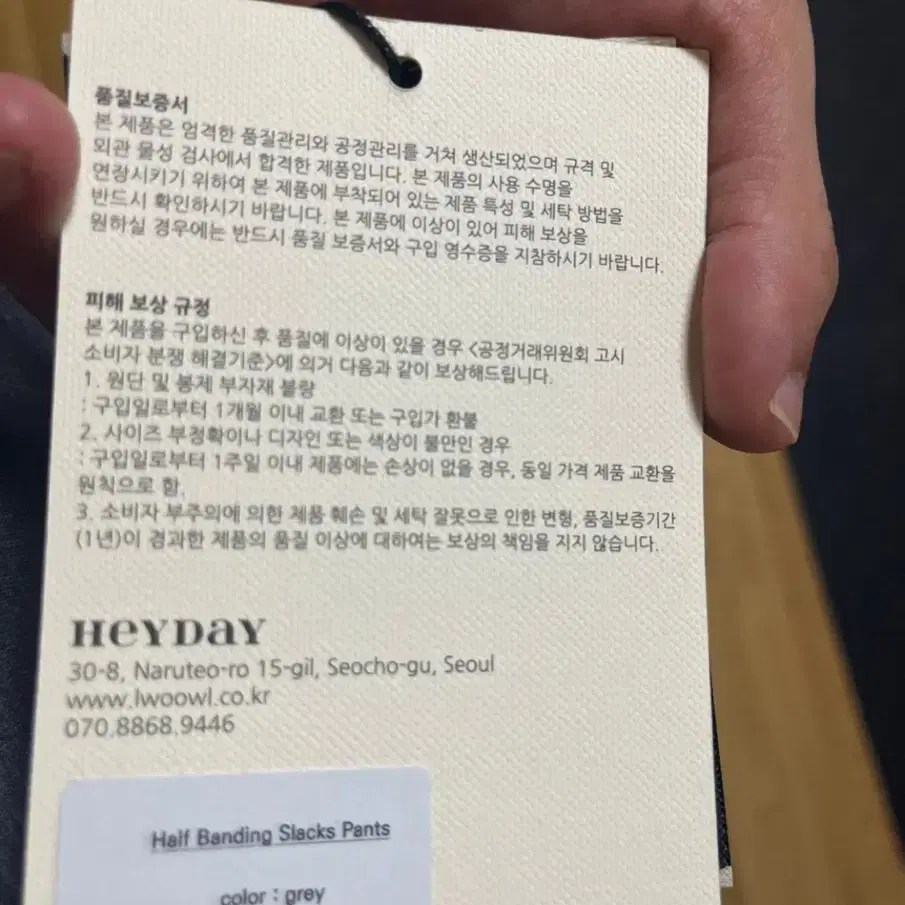 품질보증서
본 제품은 엄격한 품질관리와 공정관리를 거쳐 생산되었으며 규격 및
외관 물성 검사에서 합격한 제품입니다. 본 제품의 사용 수명을
연장시키기 위하여 본 제품에 부착되어 있는 제품 특성 및 세탁 방법을
반드시 확인하시기 바랍니다. 본 제품에 이상이 있어 피해 보상을
원하실 경우에는 반드시 품질 보증서와 구입 영수증을 지참하시기 바랍니다.
피해 보상 규정
본 제품을 구입하신 후 품질에 이상이 있을 경우 <공정거래위원회 고시
소비자 분쟁 해결기준>에 의거 다음과 같이 보상해드립니다.
1. 원단 및 봉제 부자재 불량
: 구입일로부터 1개월 이내 교환 또는 구입가 환불
2. 사이즈 부정확이나 디자인 또는 색상이 불만인 경우
: 구입일로부터 1주일 이내 제품에는 손상이 없을 경우, 동일 가격 제품 교환을
원칙으로 함.
3. 소비자 부주의에 의한 제품 훼손 및 세탁 잘못으로 인한 변형, 품질보증기간
(1년)이 경과한 제품의 품질 이상에 대하여는 보상의 책임을 지지 않습니다.
HEYDAY
30-8, Naruteo-ro 15-gil, Seocho-gu, Seoul
www.lwoowl.co.kr
070.8868.9446
Half Banding Slacks Pants
color : grey